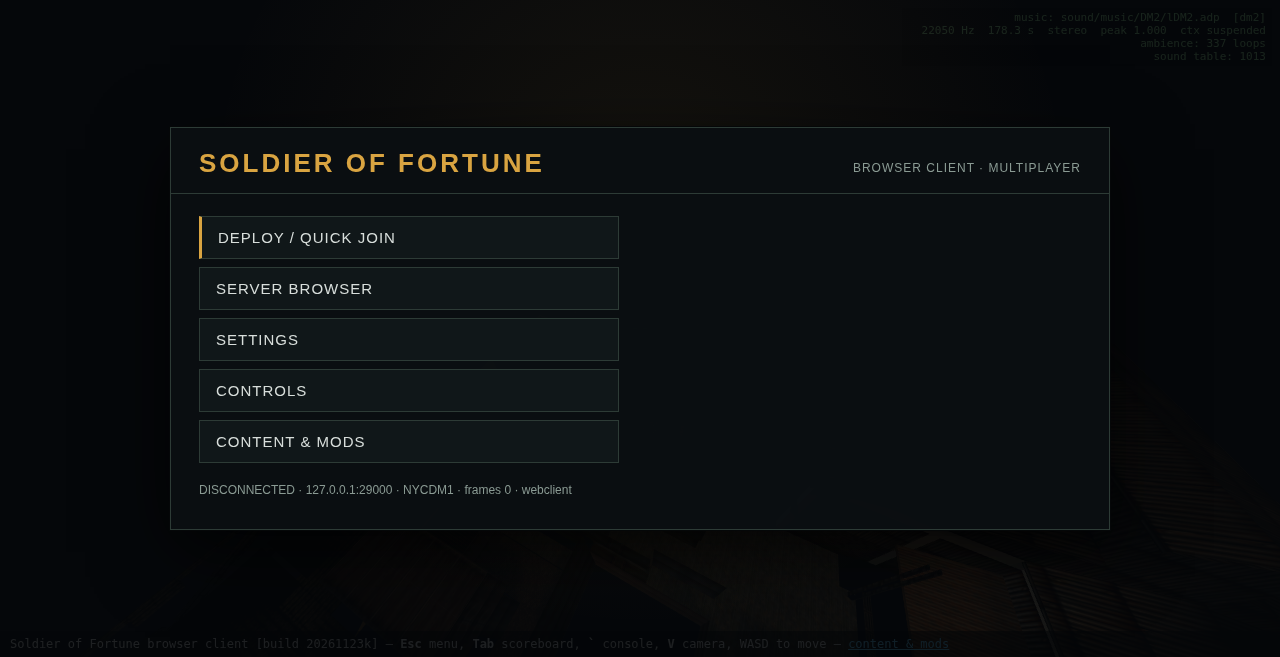 music: sound/music/DM2/lDM2.adp [dm2]
22050 Hz 178.3 s stereo peak 1.000 ctx suspended
ambience: 337 loops
sound table: 1013
SOLDIER OF FORTUNE
BROWSER CLIENT · MULTIPLAYER
DEPLOY / QUICK JOIN
SERVER BROWSER
SETTINGS
CONTROLS
CONTENT & MODS
DISCONNECTED · 127.0.0.1:29000 · NYCDM1 · frames 0 · webclient
Soldier of Fortune browser client [build 20261123k] — Esc menu, Tab scoreboard, ` console, V camera, WASD to move — content & mods